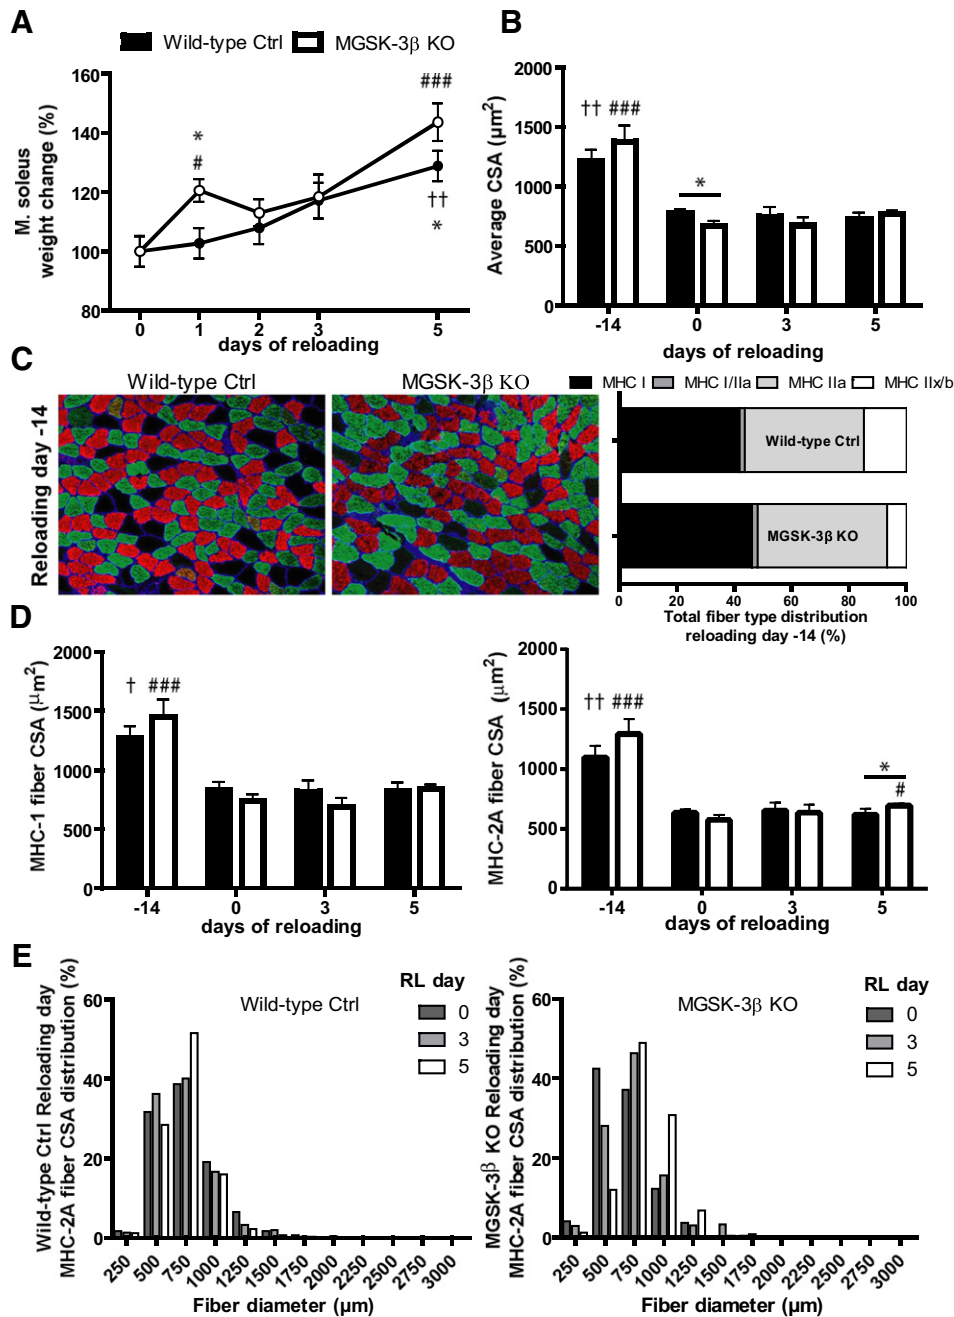 A
Wild-type Ctrl MGSK-3β KO
M. soleus
weight change (%)
160
140
120
100
80
*
#
###
††
*
0 1 2 3 5
days of reloading
B
Average CSA (µm²)
2000
1500
1000
500
0
†† ###
*
-14 0 3 5
days of reloading
C
Reloading day -14
Wild-type Ctrl
MGSK-3β KO
MHC I MHC I/IIa MHC IIa MHC IIx/b
Wild-type Ctrl
MGSK-3β KO
0 20 40 60 80 100
Total fiber type distribution
reloading day -14 (%)
D
MHC-1 fiber CSA (µm²)
2000
1500
1000
500
0
† ###
-14 0 3 5
days of reloading
MHC-2A fiber CSA (µm²)
2000
1500
1000
500
0
†† ###
*
#
-14 0 3 5
days of reloading
E
Wild-type Ctrl Reloading day
MHC-2A fiber CSA distribution (%)
60
40
20
0
Wild-type Ctrl
RL day
0
3
5
250 500 750 1000 1250 1500 1750 2000 2250 2500 2750 3000
Fiber diameter (µm)
MGSK-3β KO Reloading day
MHC-2A fiber CSA distribution (%)
60
40
20
0
MGSK-3β KO
RL day
0
3
5
250 500 750 1000 1250 1500 1750 2000 2250 2500 2750 3000
Fiber diameter (µm)